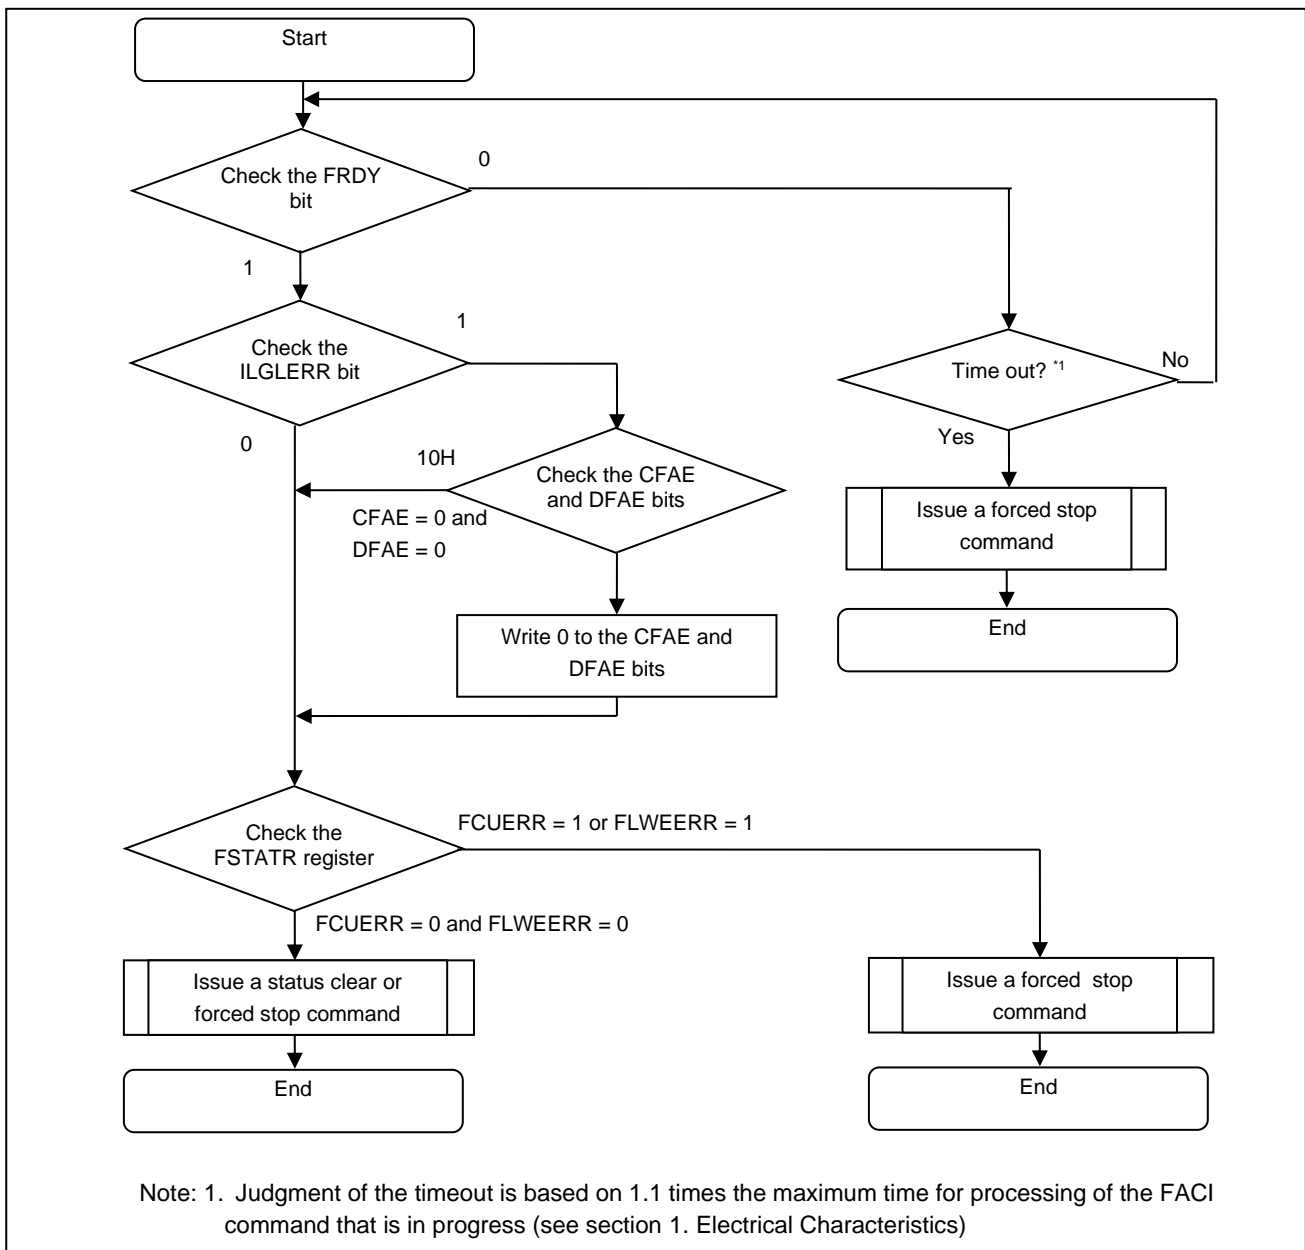 Start
Check the FRDY
bit
0
1
Check the
ILGLERR bit
1
0
Time out? *1
No
Yes
10H
Check the CFAE
and DFAE bits
CFAE = 0 and
DFAE = 0
Issue a forced stop
command
End
Write 0 to the CFAE and
DFAE bits
Check the
FSTATR register
FCUERR = 1 or FLWEERR = 1
FCUERR = 0 and FLWEERR = 0
Issue a status clear or
forced stop command
End
Issue a forced stop
command
End
Note: 1. Judgment of the timeout is based on 1.1 times the maximum time for processing of the FACI
command that is in progress (see section 1. Electrical Characteristics)